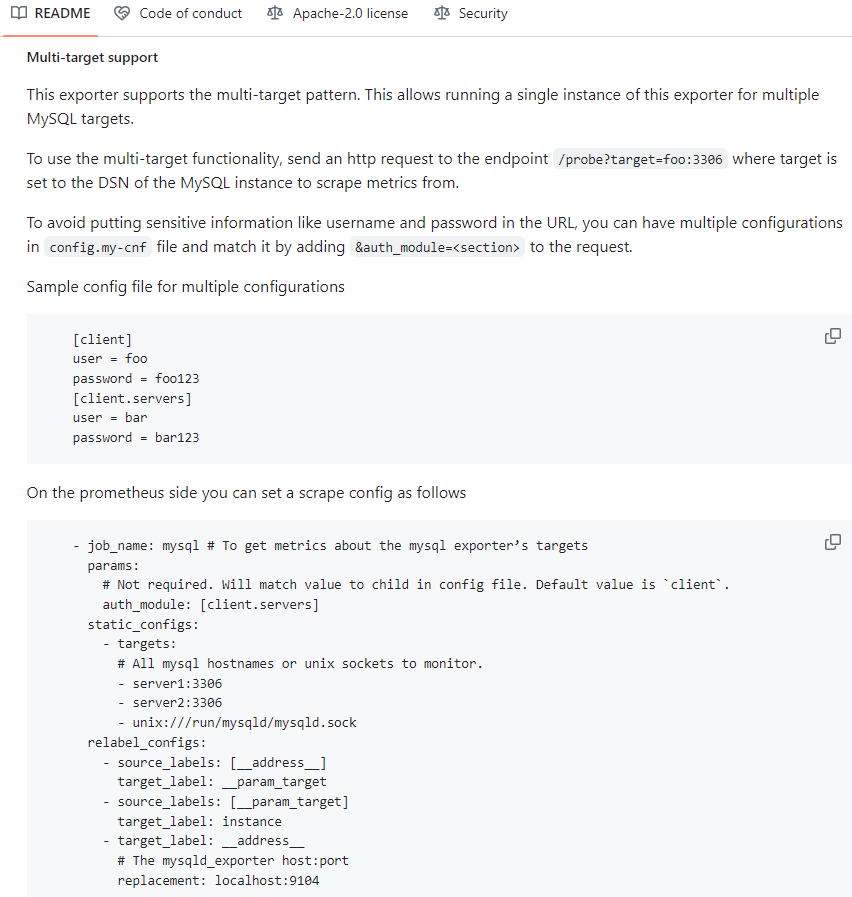 README Code of conduct Apache-2.0 license Security
Multi-target support
This exporter supports the multi-target pattern. This allows running a single instance of this exporter for multiple
MySQL targets.
To use the multi-target functionality, send an http request to the endpoint /probe?target=foo:3306 where target is
set to the DSN of the MySQL instance to scrape metrics from.
To avoid putting sensitive information like username and password in the URL, you can have multiple configurations
in config.my-cnf file and match it by adding &auth_module=<section> to the request.
Sample config file for multiple configurations
[client]
user = foo
password = foo123
[client.servers]
user = bar
password = bar123
On the prometheus side you can set a scrape config as follows
- job_name: mysql # To get metrics about the mysql exporter’s targets
  params:
    # Not required. Will match value to child in config file. Default value is `client`.
    auth_module: [client.servers]
  static_configs:
    - targets:
      # All mysql hostnames or unix sockets to monitor.
      - server1:3306
      - server2:3306
      - unix:///run/mysqld/mysqld.sock
  relabel_configs:
    - source_labels: [__address__]
      target_label: __param_target
    - source_labels: [__param_target]
      target_label: instance
    - target_label: __address__
      # The mysqld_exporter host:port
      replacement: localhost:9104